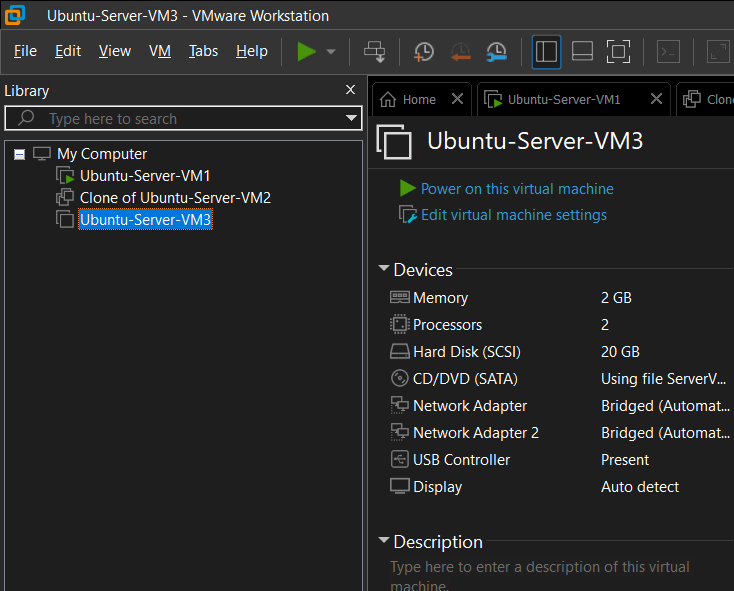 Ubuntu-Server-VM3 - VMware Workstation
File Edit View VM Tabs Help
Library
Type here to search
My Computer
Ubuntu-Server-VM1
Clone of Ubuntu-Server-VM2
Ubuntu-Server-VM3
Home Ubuntu-Server-VM1 Clon
Ubuntu-Server-VM3
Power on this virtual machine
Edit virtual machine settings
Devices
Memory 2 GB
Processors 2
Hard Disk (SCSI) 20 GB
CD/DVD (SATA) Using file ServerV...
Network Adapter Bridged (Automat...
Network Adapter 2 Bridged (Automat...
USB Controller Present
Display Auto detect
Description
Type here to enter a description of this virtual
machine.